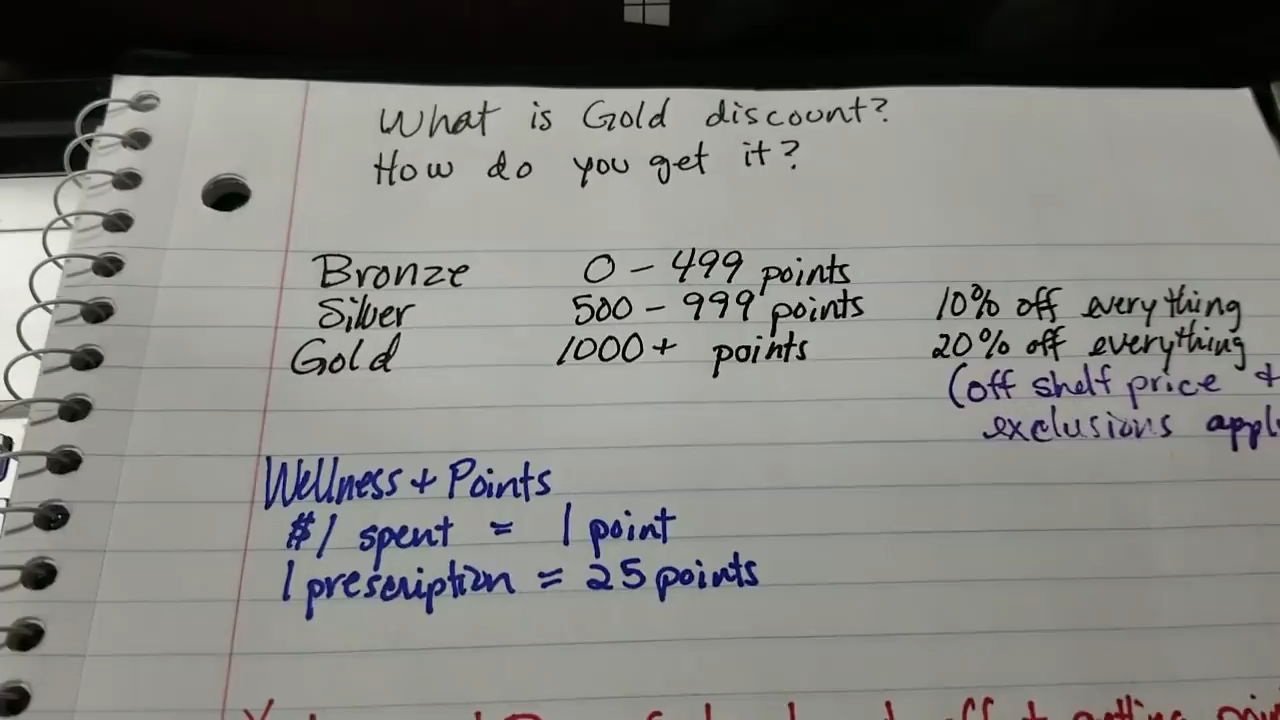 What is Gold discount?
How do you get it?
Bronze 0 - 499 points
Silver 500 - 999 points 10% off everything
Gold 1000+ points 20% off everything
(off shelf price +
exclusions appl
Wellness + Points
$1 spent = 1 point
1 prescription = 25 points